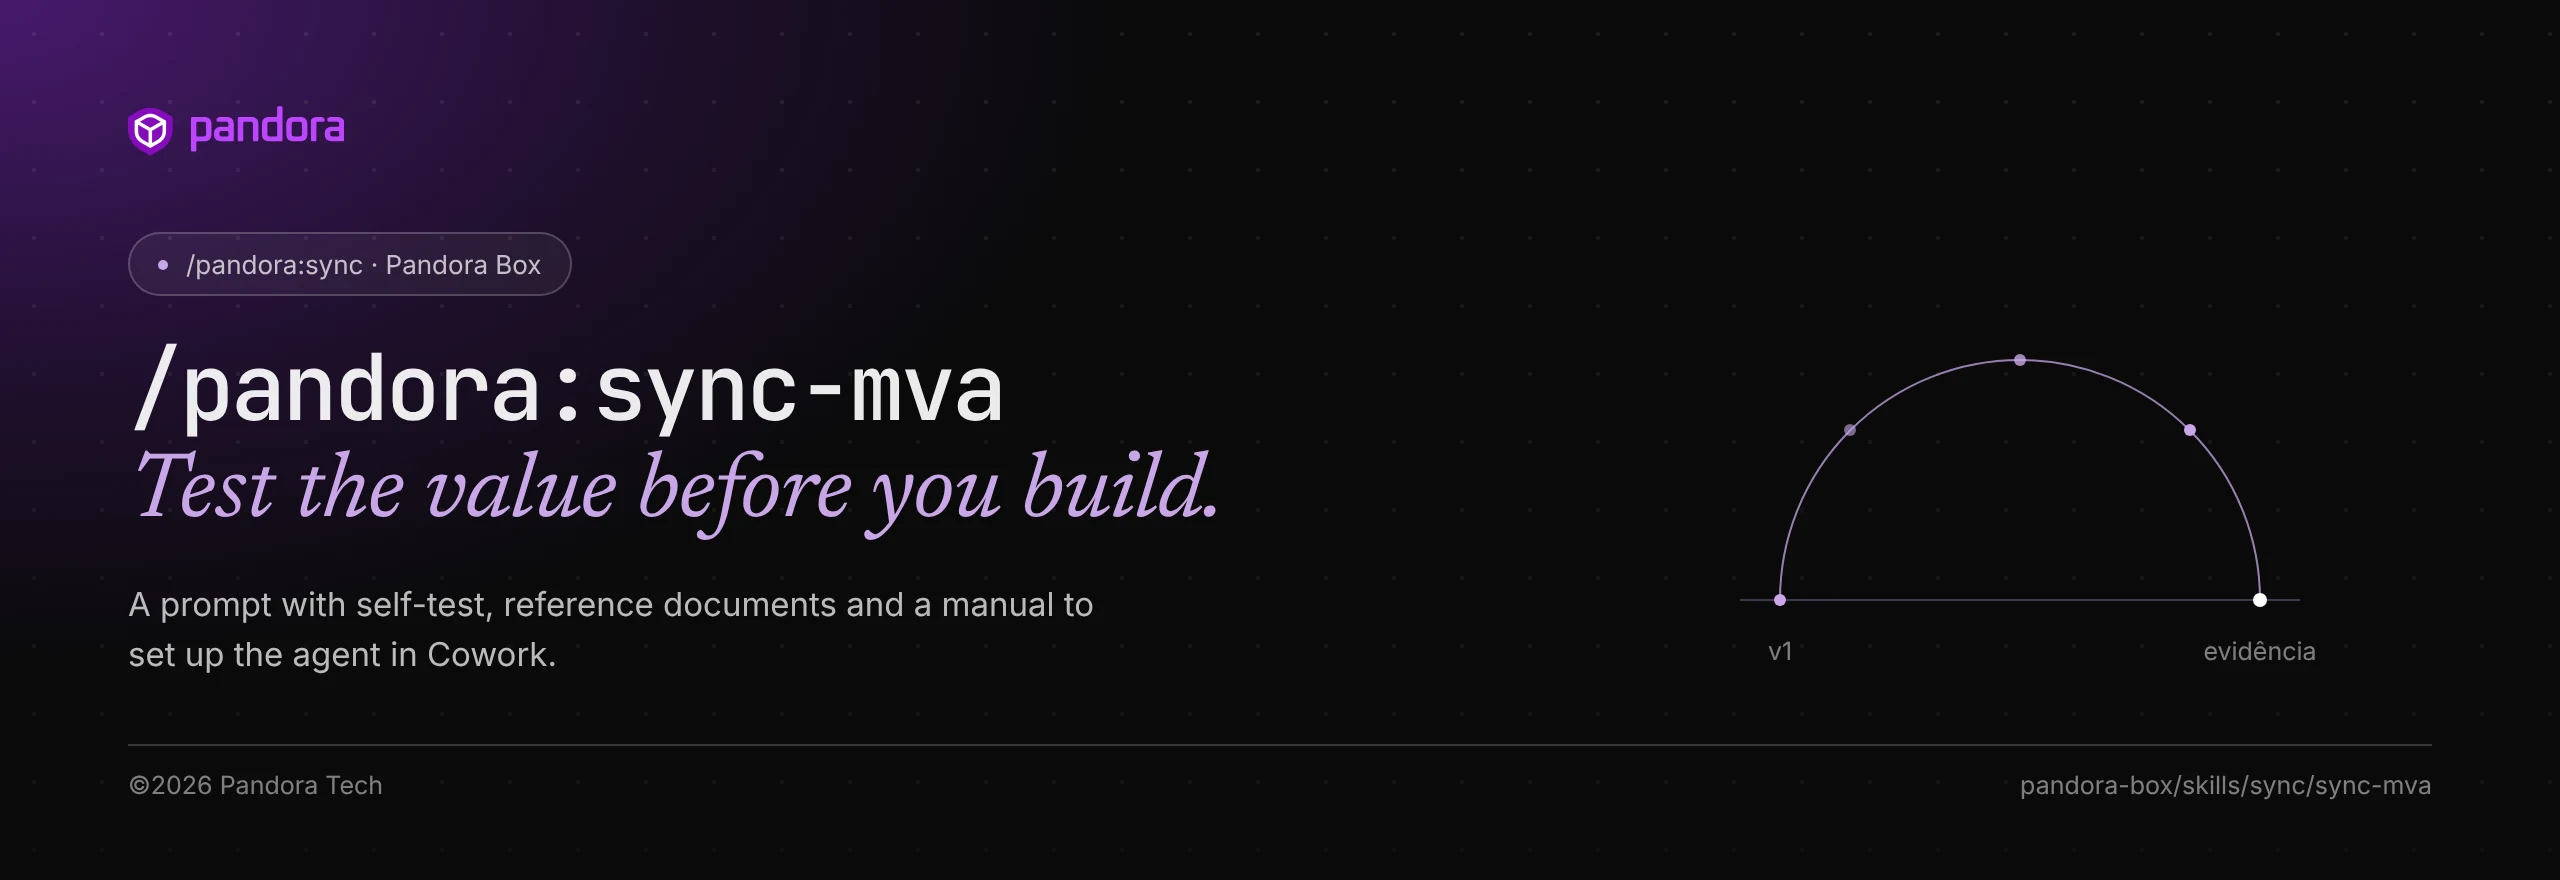 pandora
/pandora:sync · Pandora Box
/pandora:sync-mva
Test the value before you build.
A prompt with self-test, reference documents and a manual to
set up the agent in Cowork.
v1
evidência
©2026 Pandora Tech
pandora-box/skills/sync/sync-mva